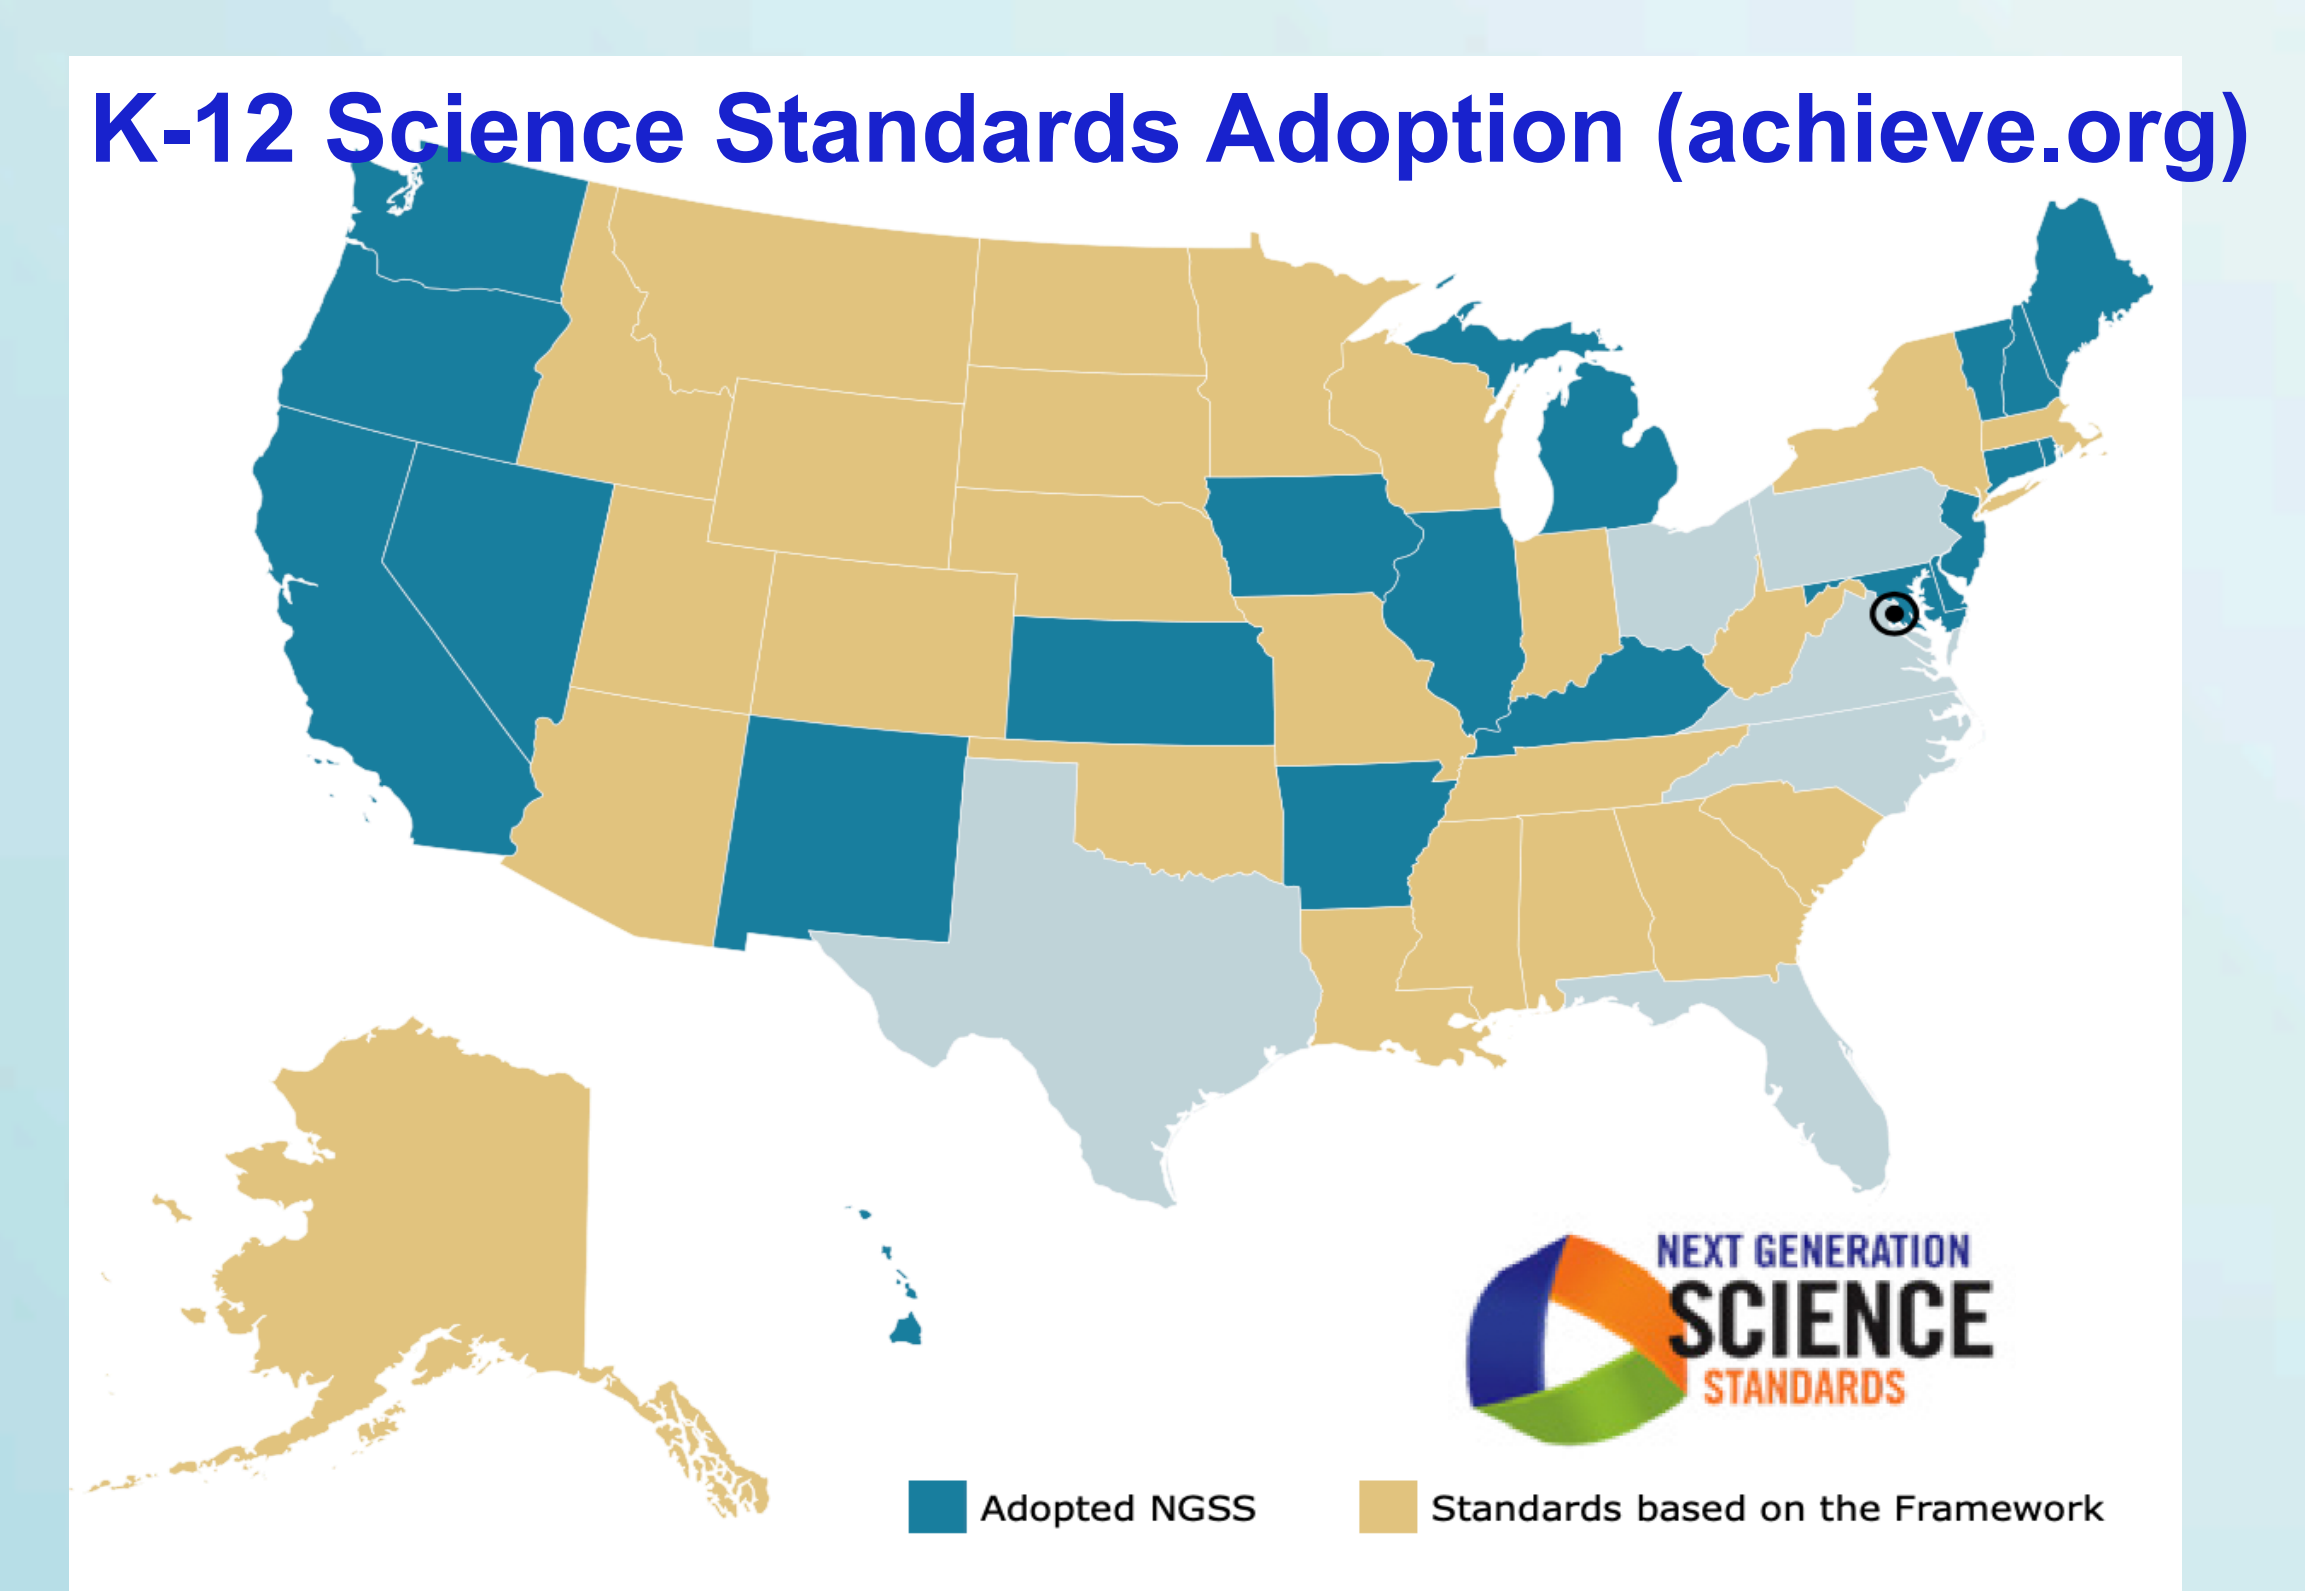 K-12 Science Standards Adoption (achieve.org)
NEXT GENERATION
SCIENCE
STANDARDS
Adopted NGSS
Standards based on the Framework